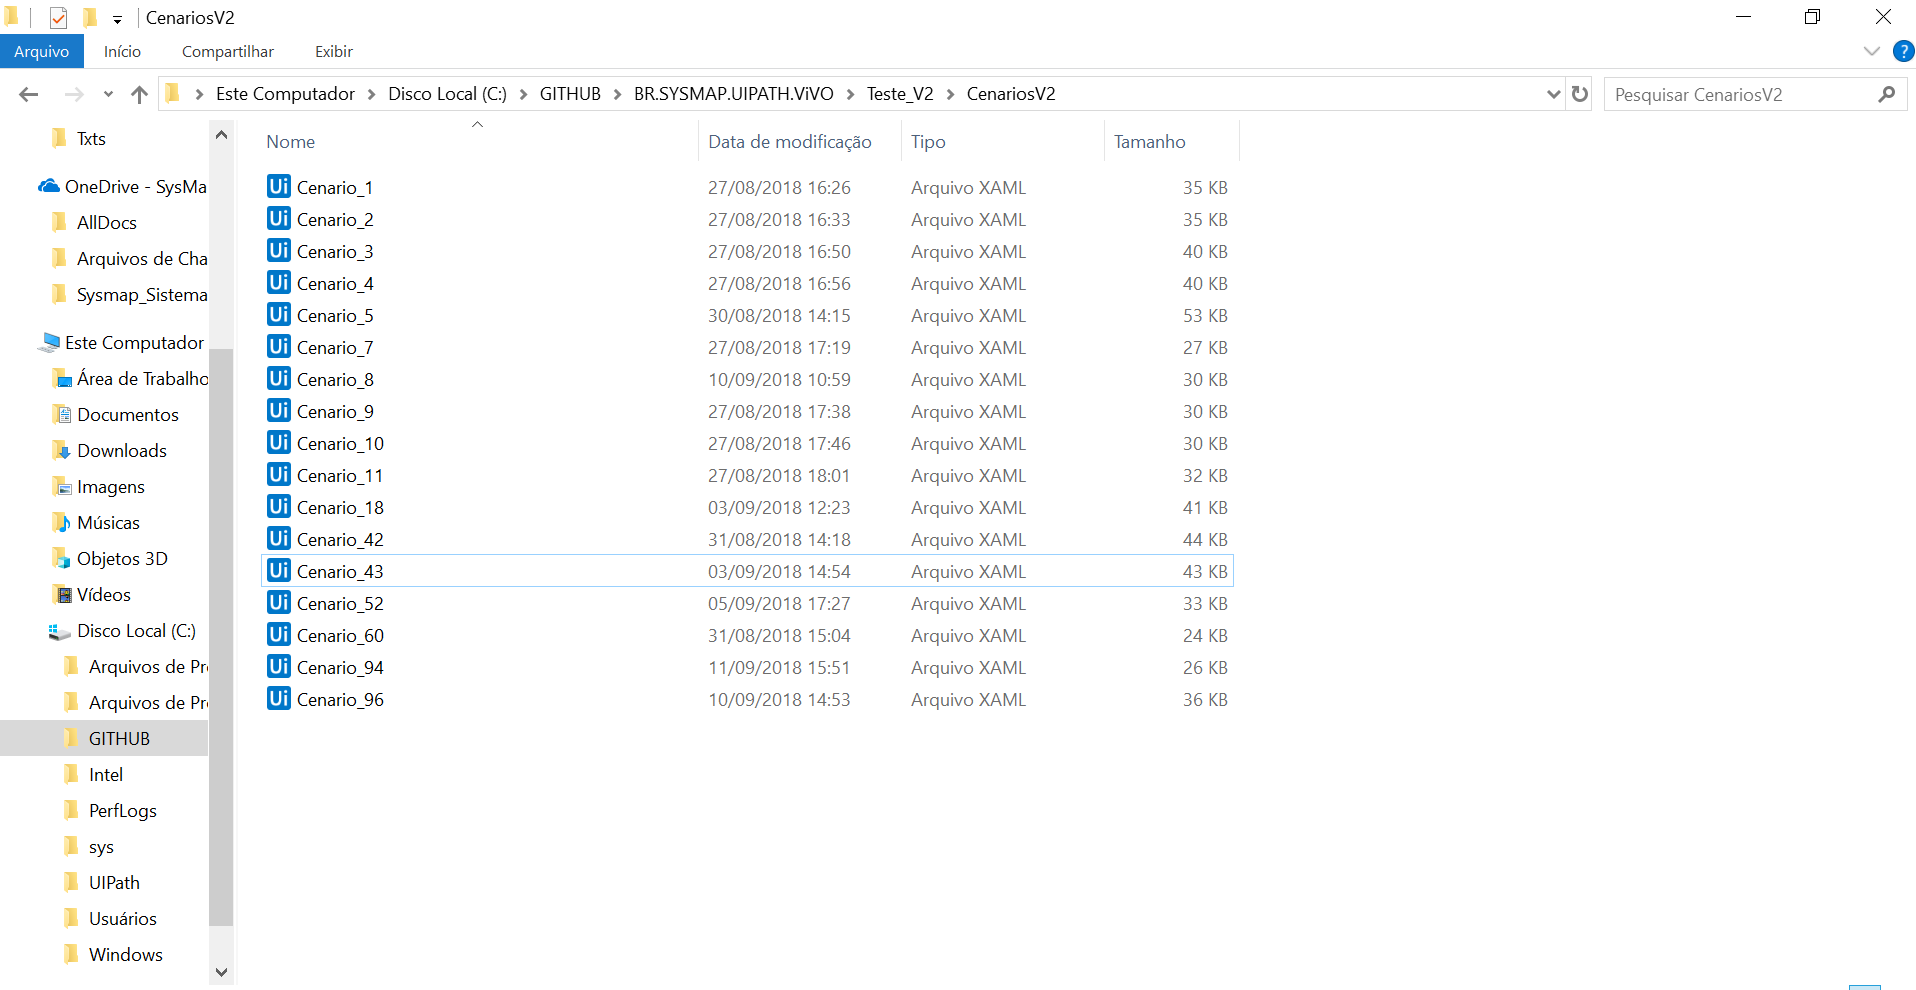 CenariosV2
Arquivo Início Compartilhar Exibir ?
Este Computador Disco Local (C:) GITHUB BR.SYSMAP.UIPATH.ViVO Teste_V2 CenariosV2 Pesquisar CenariosV2
Txts
OneDrive - SysMa
AllDocs
Arquivos de Cha
Sysmap_Sistema
Este Computador
Área de Trabalho
Documentos
Downloads
Imagens
Músicas
Objetos 3D
Vídeos
Disco Local (C:)
Arquivos de Pr
Arquivos de Pr
GITHUB
Intel
PerfLogs
sys
UIPath
Usuários
Windows
Nome Data de modificação Tipo Tamanho
Ui Cenario_1 27/08/2018 16:26 Arquivo XAML 35 KB
Ui Cenario_2 27/08/2018 16:33 Arquivo XAML 35 KB
Ui Cenario_3 27/08/2018 16:50 Arquivo XAML 40 KB
Ui Cenario_4 27/08/2018 16:56 Arquivo XAML 40 KB
Ui Cenario_5 30/08/2018 14:15 Arquivo XAML 53 KB
Ui Cenario_7 27/08/2018 17:19 Arquivo XAML 27 KB
Ui Cenario_8 10/09/2018 10:59 Arquivo XAML 30 KB
Ui Cenario_9 27/08/2018 17:38 Arquivo XAML 30 KB
Ui Cenario_10 27/08/2018 17:46 Arquivo XAML 30 KB
Ui Cenario_11 27/08/2018 18:01 Arquivo XAML 32 KB
Ui Cenario_18 03/09/2018 12:23 Arquivo XAML 41 KB
Ui Cenario_42 31/08/2018 14:18 Arquivo XAML 44 KB
Ui Cenario_43 03/09/2018 14:54 Arquivo XAML 43 KB
Ui Cenario_52 05/09/2018 17:27 Arquivo XAML 33 KB
Ui Cenario_60 31/08/2018 15:04 Arquivo XAML 24 KB
Ui Cenario_94 11/09/2018 15:51 Arquivo XAML 26 KB
Ui Cenario_96 10/09/2018 14:53 Arquivo XAML 36 KB